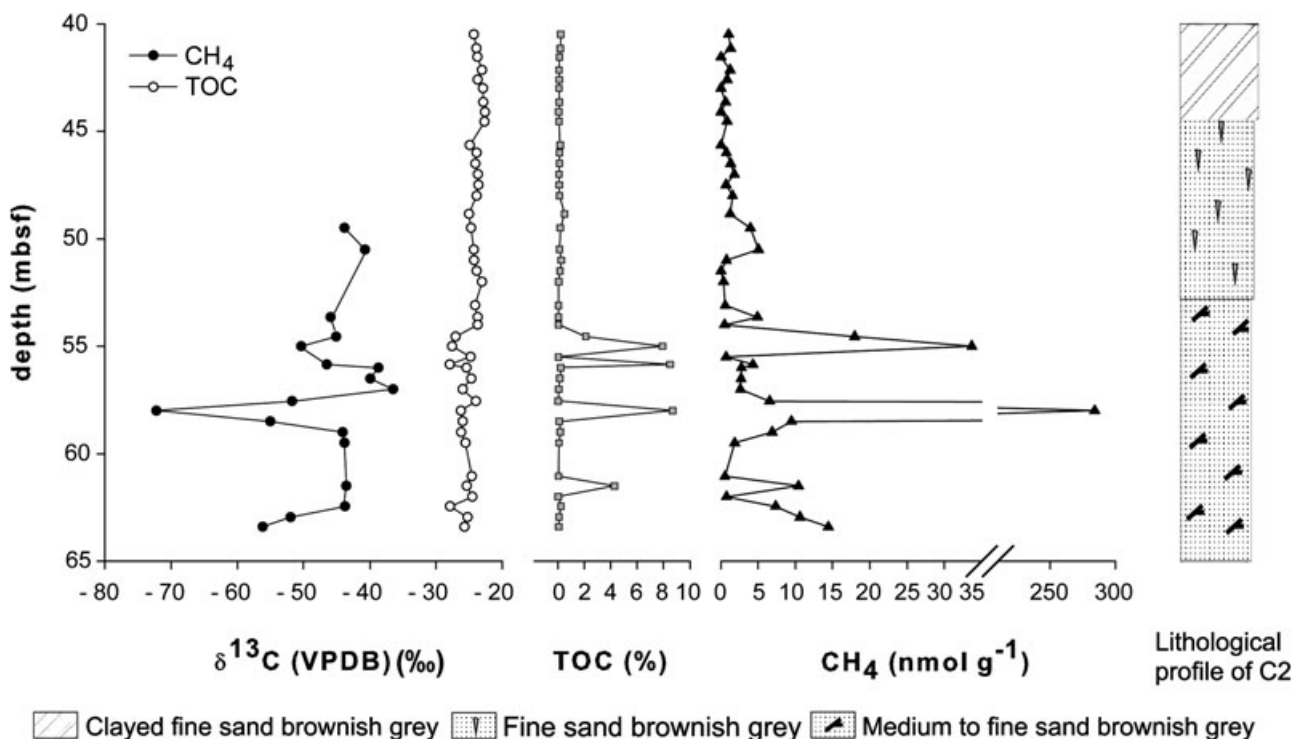 40
45
50
55
60
65
depth (mbsf)
CH4
TOC
- 80 - 70 - 60 - 50 - 40 - 30 - 20
0 2 4 6 8 10
0 5 10 15 20 25 30 35 250 300
δ13C (VPDB) (‰)
TOC (%)
CH4 (nmol g-1)
Lithological
profile of C2
Clayed fine sand brownish grey Fine sand brownish grey Medium to fine sand brownish grey